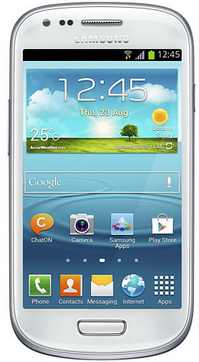 SAMSUNG
12:45
12:45
Thu, 23 Aug
London
25°C
AccuWeather.com
Google
ChatON
Camera
Samsung
Apps
Play Store
Phone
Contacts
Messaging
Internet
Apps